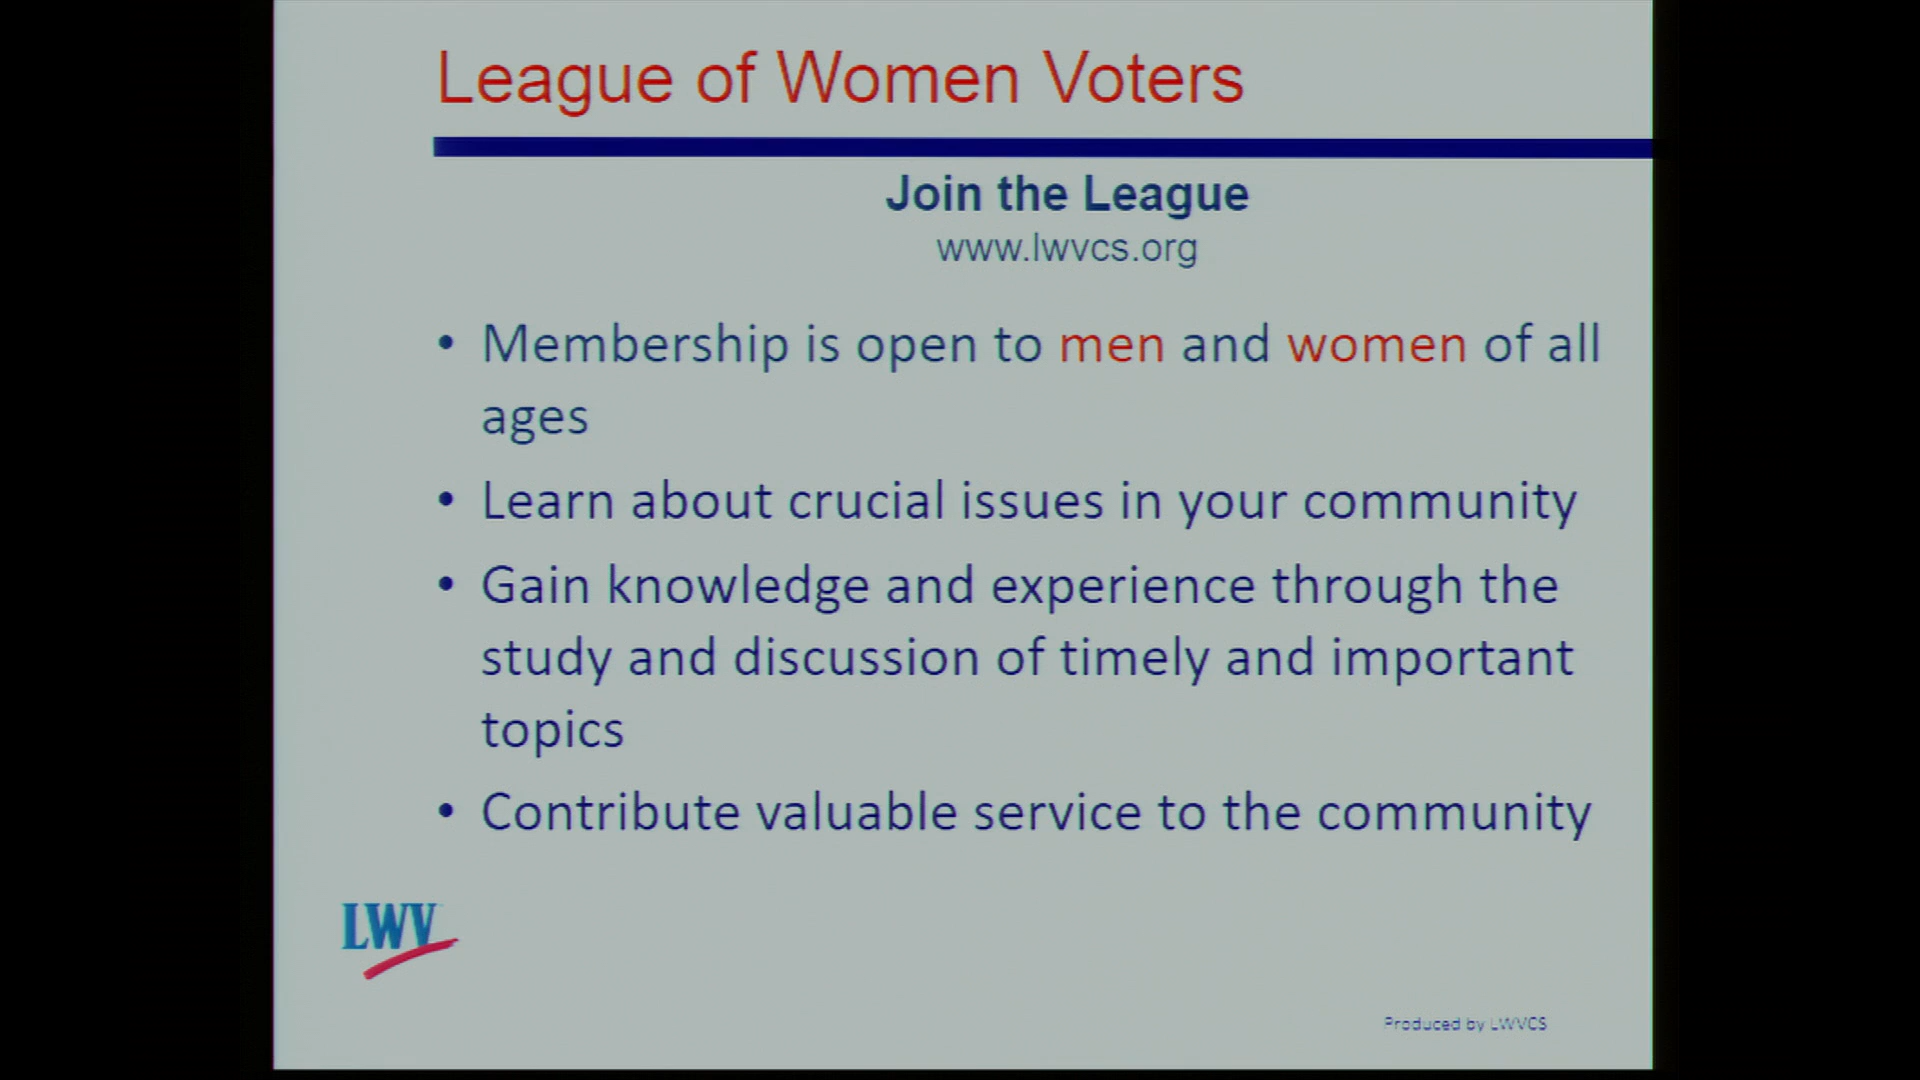 League of Women Voters
Join the League
www.lwvcs.org
• Membership is open to men and women of all
ages
• Learn about crucial issues in your community
• Gain knowledge and experience through the
study and discussion of timely and important
topics
• Contribute valuable service to the community
LWV
Produced by LWVCS